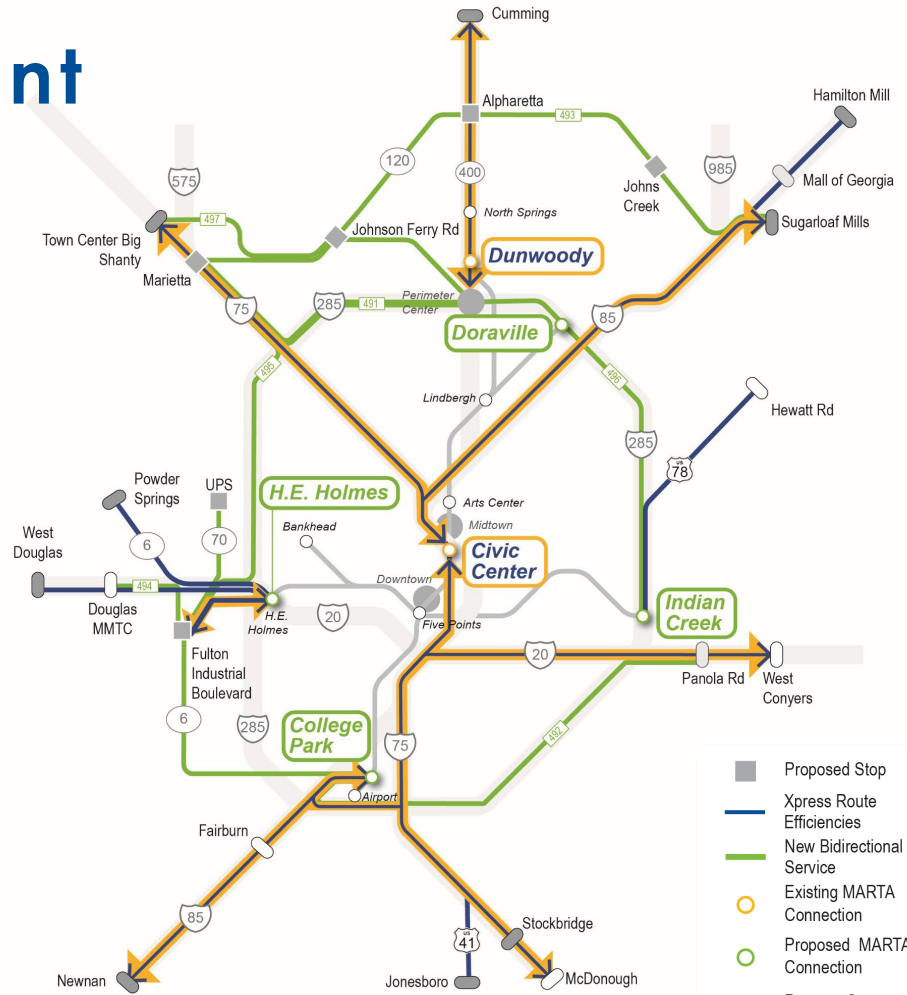 nt
Cumming
Hamilton Mill
Alpharetta
493
120
575
985
Mall of Georgia
400
Johns
Creek
North Springs
497
Sugarloaf Mills
Town Center Big
Shanty
Johnson Ferry Rd
Marietta
Dunwoody
Perimeter
Center
75
285
491
85
Doraville
495
496
Lindbergh
Hewatt Rd
285
US
78
Powder
Springs
UPS
H.E. Holmes
Arts Center
Midtown
Bankhead
West
Douglas
6
70
Civic
Center
Downtown
494
Douglas
MMTC
H.E.
Holmes
20
Five Points
Indian
Creek
Fulton
Industrial
Boulevard
20
Panola Rd
West
Conyers
6
285
College
Park
75
492
Airport
Fairburn
85
US
41
Stockbridge
Newnan
Jonesboro
McDonough
Proposed Stop
Xpress Route
Efficiencies
New Bidirectional
Service
Existing MARTA
Connection
Proposed MARTA
Connection